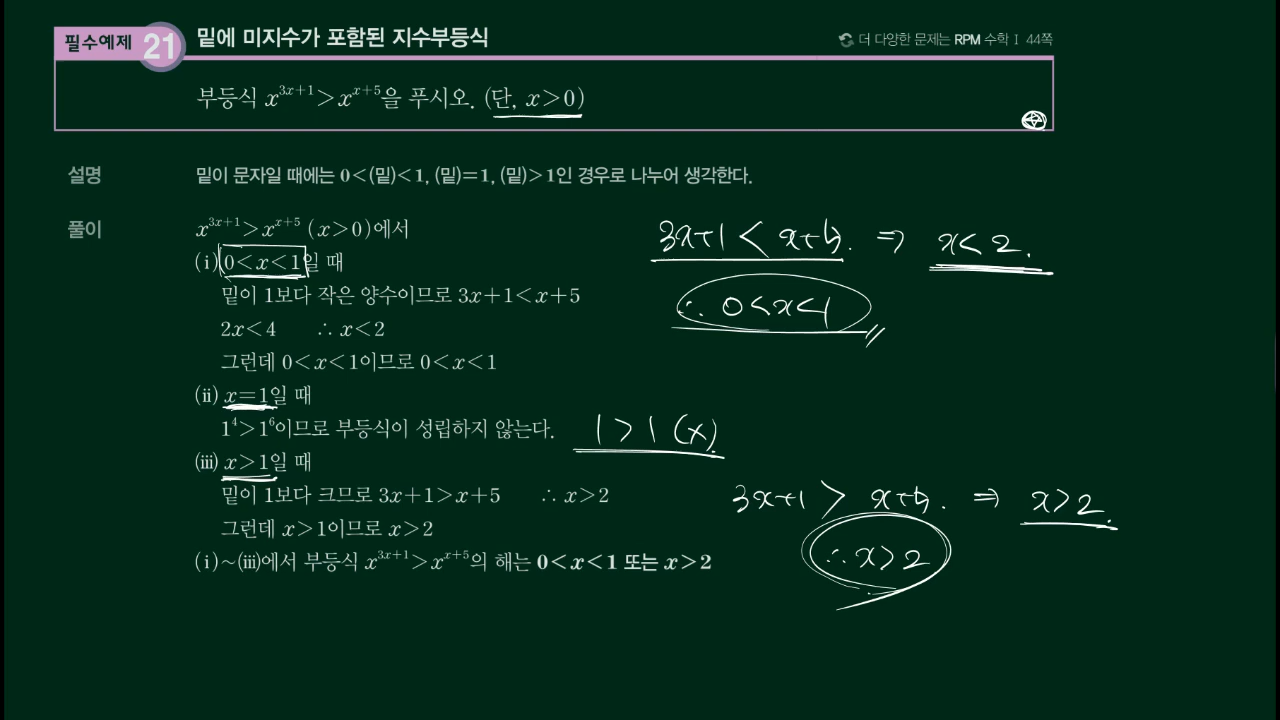 필수예제 21 밑에 미지수가 포함된 지수부등식 더 다양한 문제는 RPM 수학 I 44쪽
부등식 x^{3x+1}>x^{x+5}을 푸시오. (단, x>0)
설명 밑이 문자일 때에는 0<(밑)<1, (밑)=1, (밑)>1인 경우로 나누어 생각한다.
풀이 x^{3x+1}>x^{x+5} (x>0)에서
3x+1 < x+5. ⇒ x<2.
(ⅰ) 0<x<1일 때
밑이 1보다 작은 양수이므로 3x+1<x+5
∴ 0<x<1
2x<4 ∴ x<2
그런데 0<x<1이므로 0<x<1
(ⅱ) x=1일 때
1⁴>1⁶이므로 부등식이 성립하지 않는다. 1>1 (x)
(ⅲ) x>1일 때
밑이 1보다 크므로 3x+1>x+5 ∴ x>2
3x+1 > x+5. ⇒ x>2.
그런데 x>1이므로 x>2
(ⅰ)~(ⅲ)에서 부등식 x^{3x+1}>x^{x+5}의 해는 0<x<1 또는 x>2
∴ x>2